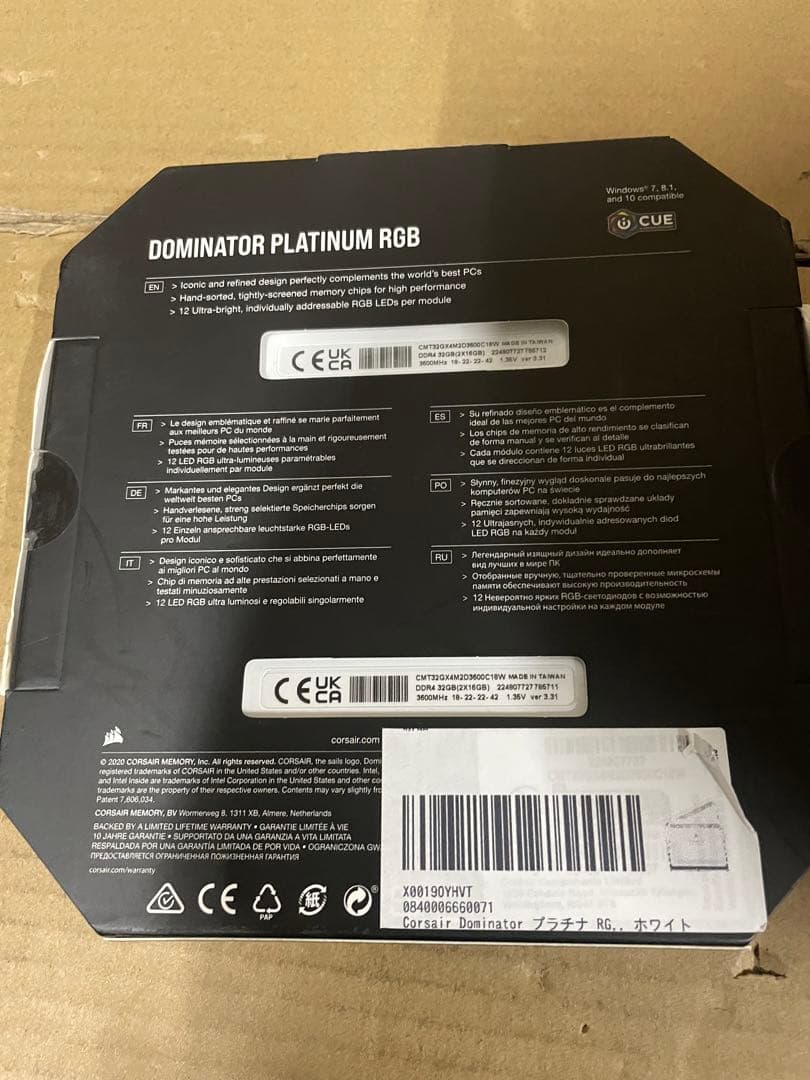 Windows® 7, 8.1,
and 10 compatible
iCUE
DOMINATOR PLATINUM RGB
EN
> Iconic and refined design perfectly complements the world's best PCs
> Hand-sorted, tightly-screened memory chips for high performance
> 12 Ultra-bright, individually addressable RGB LEDs per module
CE UK CA
CMT32GX4M2D3600C18W MADE IN TAIWAN
DDR4 32GB(2X16GB) 224807727785712
3600MHz 18-22-22-42 1.35V ver 3.31
FR
> Le design emblématique et raffiné se marie parfaitement
aux meilleurs PC du monde
> Puces mémoire sélectionnées à la main et rigoureusement
testées pour de hautes performances
> 12 LED RGB ultra-lumineuses paramétrables
individuellement par module
DE
> Markantes und elegantes Design ergänzt perfekt die
weltweit besten PCs
> Handverlesene, streng selektierte Speicherchips sorgen
für eine hohe Leistung
> 12 Einzeln ansprechbare leuchtstarke RGB-LEDs
pro Modul
IT
> Design iconico e sofisticato che si abbina perfettamente
ai migliori PC al mondo
> Chip di memoria ad alte prestazioni selezionati a mano e
testati minuziosamente
> 12 LED RGB ultra luminosi e regolabili singolarmente
ES
> Su refinado diseño emblemático es el complemento
ideal de las mejores PC del mundo
> Los chips de memoria de alto rendimiento se clasifican
de forma manual y se verifican al detalle
> Cada módulo contiene 12 luces LED RGB ultrabrillantes
que se direccionan de forma individual
PO
> Słynny, finezyjny wygląd doskonale pasuje do najlepszych
komputerów PC na świecie
> Ręcznie sortowane, dokładnie sprawdzane układy
pamięci zapewniają wysoką wydajność
> 12 Ultrajasnych, indywidualnie adresowanych diod
LED RGB na każdy moduł
RU
> Легендарный изящный дизайн идеально дополняет
вид лучших в мире ПК
> Отобранные вручную, тщательно проверенные микросхемы
памяти обеспечивают высокую производительность
> 12 Невероятно ярких RGB-светодиодов с возможностью
индивидуальной настройки на каждом модуле
CE UK CA
CMT32GX4M2D3600C18W MADE IN TAIWAN
DDR4 32GB(2X16GB) 224807727785711
3600MHz 18-22-22-42 1.35V ver 3.31
corsair.com
© 2020 CORSAIR MEMORY, Inc. All rights reserved. CORSAIR, the sails logo, Dom
registered trademarks of CORSAIR in the United States and/or other countries. Intel,
and Intel Inside are trademarks of Intel Corporation in the United States and other co
trademarks are the property of their respective owners. Contents may vary slightly fr
Patent 7,606,034.
CORSAIR MEMORY, BV Wormerweg 8, 1311 XB, Almere, Netherlands
BACKED BY A LIMITED LIFETIME WARRANTY • GARANTIE LIMITÉE À VIE
10 JAHRE GARANTIE • SUPPORTATO DA UNA GARANZIA A VITA LIMITATA
RESPALDADA POR UNA GARANTÍA LIMITADA DE POR VIDA • OGRANICZONA GW
ПРЕДОСТАВЛЯЕТСЯ ОГРАНИЧЕННАЯ ПОЖИЗНЕННАЯ ГАРАНТИЯ
corsair.com/warranty
CE
PAP
紙
®
X0019OYHVT
0840006660071
Corsair Dominator プラチナ RG.. ホワイト